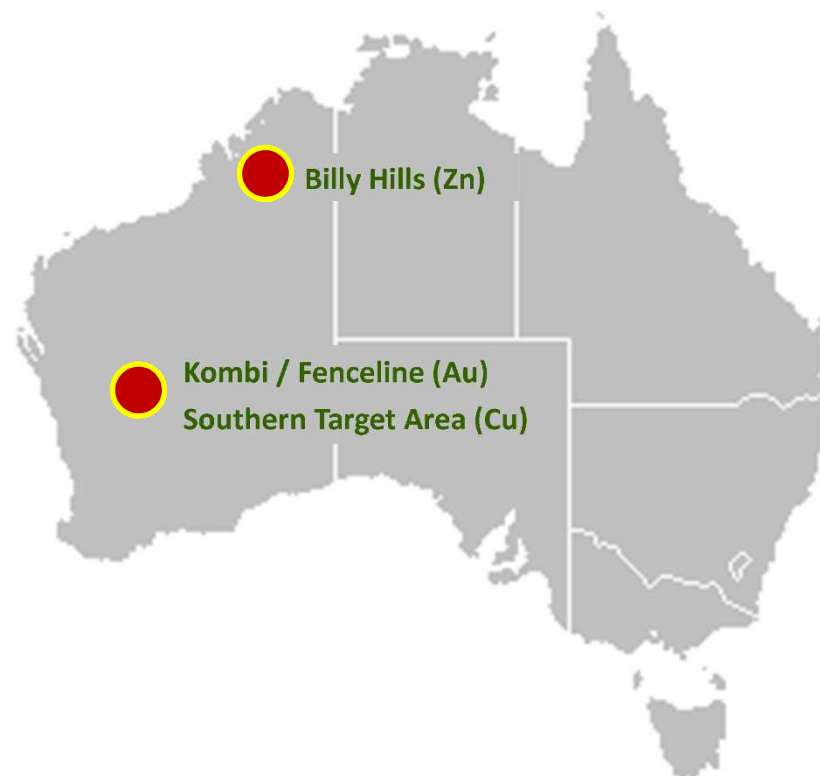 Billy Hills (Zn)
Kombi / Fenceline (Au)
Southern Target Area (Cu)